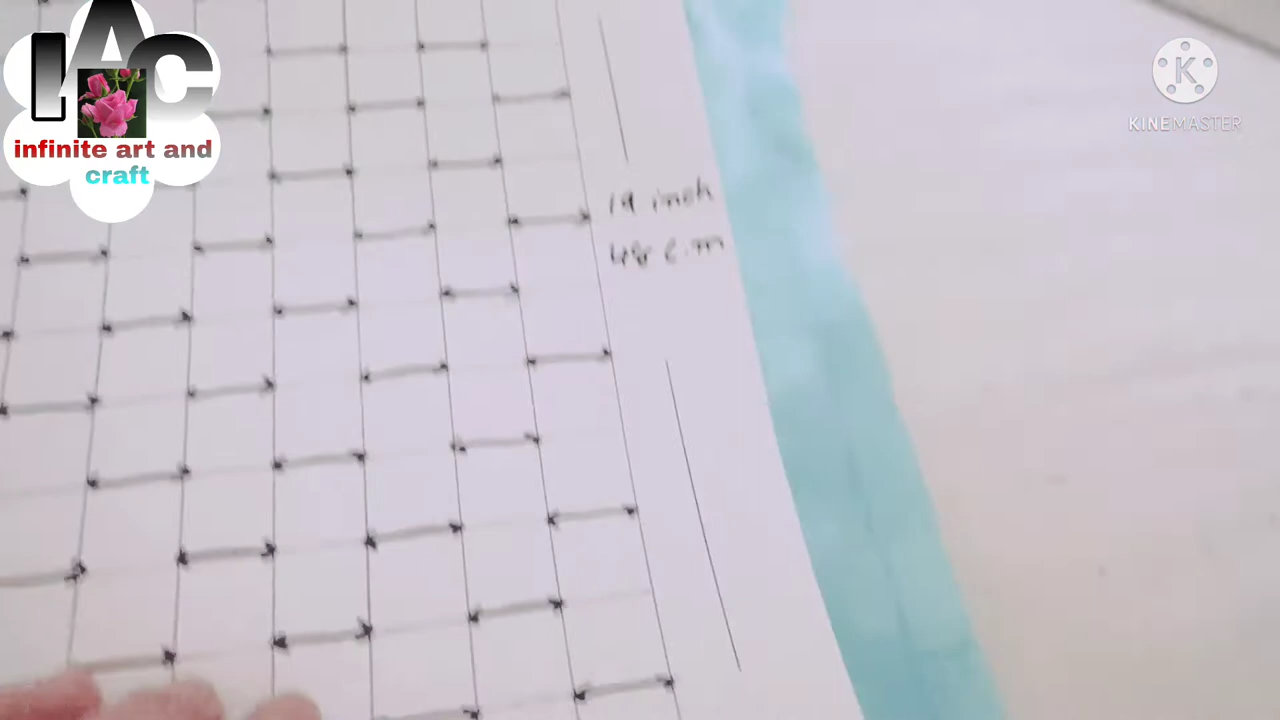 IAC
infinite art and
craft
KINEMASTER
19 inch
48 c.m